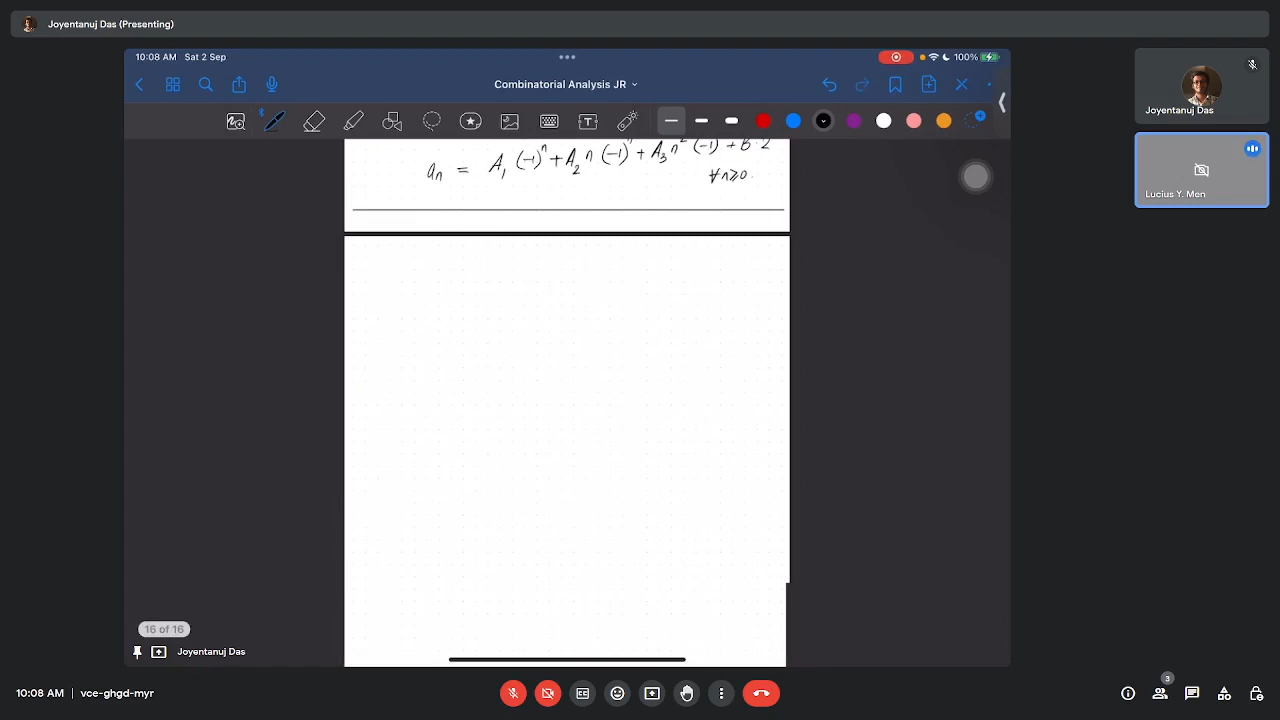 Joyentanuj Das (Presenting)
10:08 AM Sat 2 Sep
100%
Combinatorial Analysis JR
aₙ = A₁ (-1)ⁿ + A₂ n (-1)ⁿ + A₃ n² (-1) + B · 2
∀ n ≥ 0.
16 of 16
Joyentanuj Das
Joyentanuj Das
Lucius Y. Men
10:08 AM | vce-ghgd-myr
3